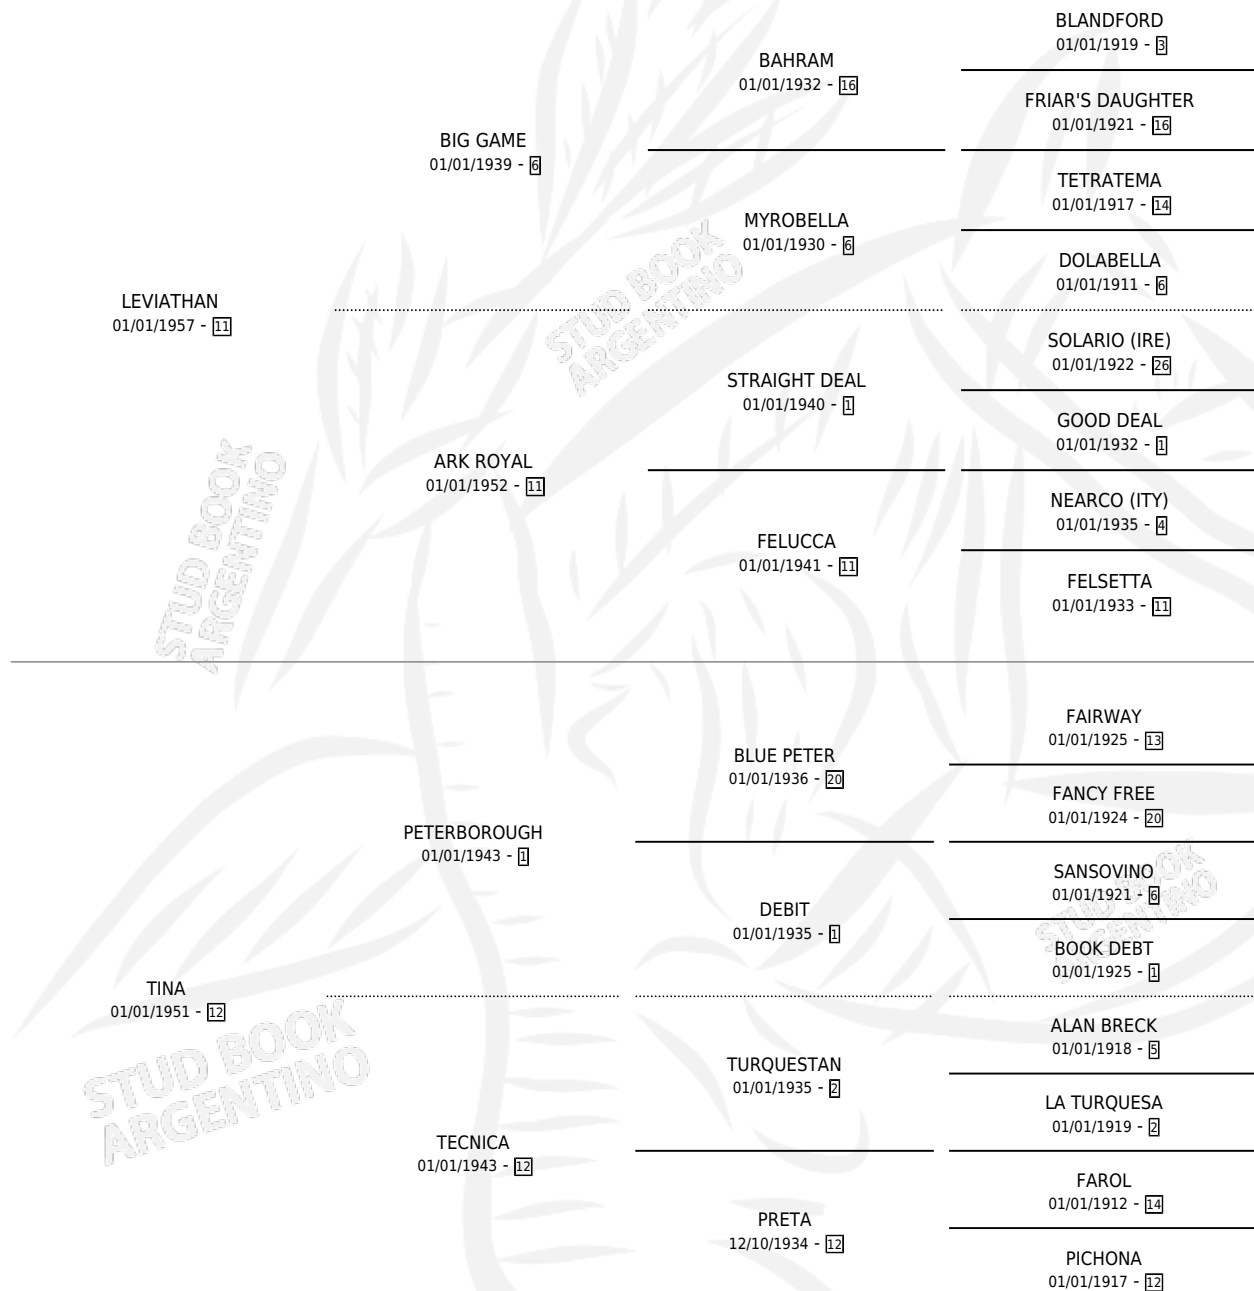 BLANDFORD
01/01/1919 - 3
BAHRAM
01/01/1932 - 16
FRIAR'S DAUGHTER
01/01/1921 - 16
BIG GAME
01/01/1939 - 6
TETRATEMA
01/01/1917 - 14
MYROBELLA
01/01/1930 - 6
DOLABELLA
01/01/1911 - 6
LEVIATHAN
01/01/1957 - 11
STUD BOOK
ARGENTINO
SOLARIO (IRE)
01/01/1922 - 26
STRAIGHT DEAL
01/01/1940 - 1
GOOD DEAL
01/01/1932 - 1
ARK ROYAL
01/01/1952 - 11
NEARCO (ITY)
01/01/1935 - 4
FELUCCA
01/01/1941 - 11
FELSETTA
01/01/1933 - 11
STUD BOOK
ARGENTINO
FAIRWAY
01/01/1925 - 13
BLUE PETER
01/01/1936 - 20
FANCY FREE
01/01/1924 - 20
PETERBOROUGH
01/01/1943 - 1
SANSOVINO
01/01/1921 - 6
DEBIT
01/01/1935 - 1
BOOK DEBT
01/01/1925 - 1
STUD BOOK
ARGENTINO
TINA
01/01/1951 - 12
ALAN BRECK
01/01/1918 - 5
TURQUESTAN
01/01/1935 - 2
LA TURQUESA
01/01/1919 - 2
STUD BOOK
ARGENTINO
TECNICA
01/01/1943 - 12
FAROL
01/01/1912 - 14
PRETA
12/10/1934 - 12
PICHONA
01/01/1917 - 12